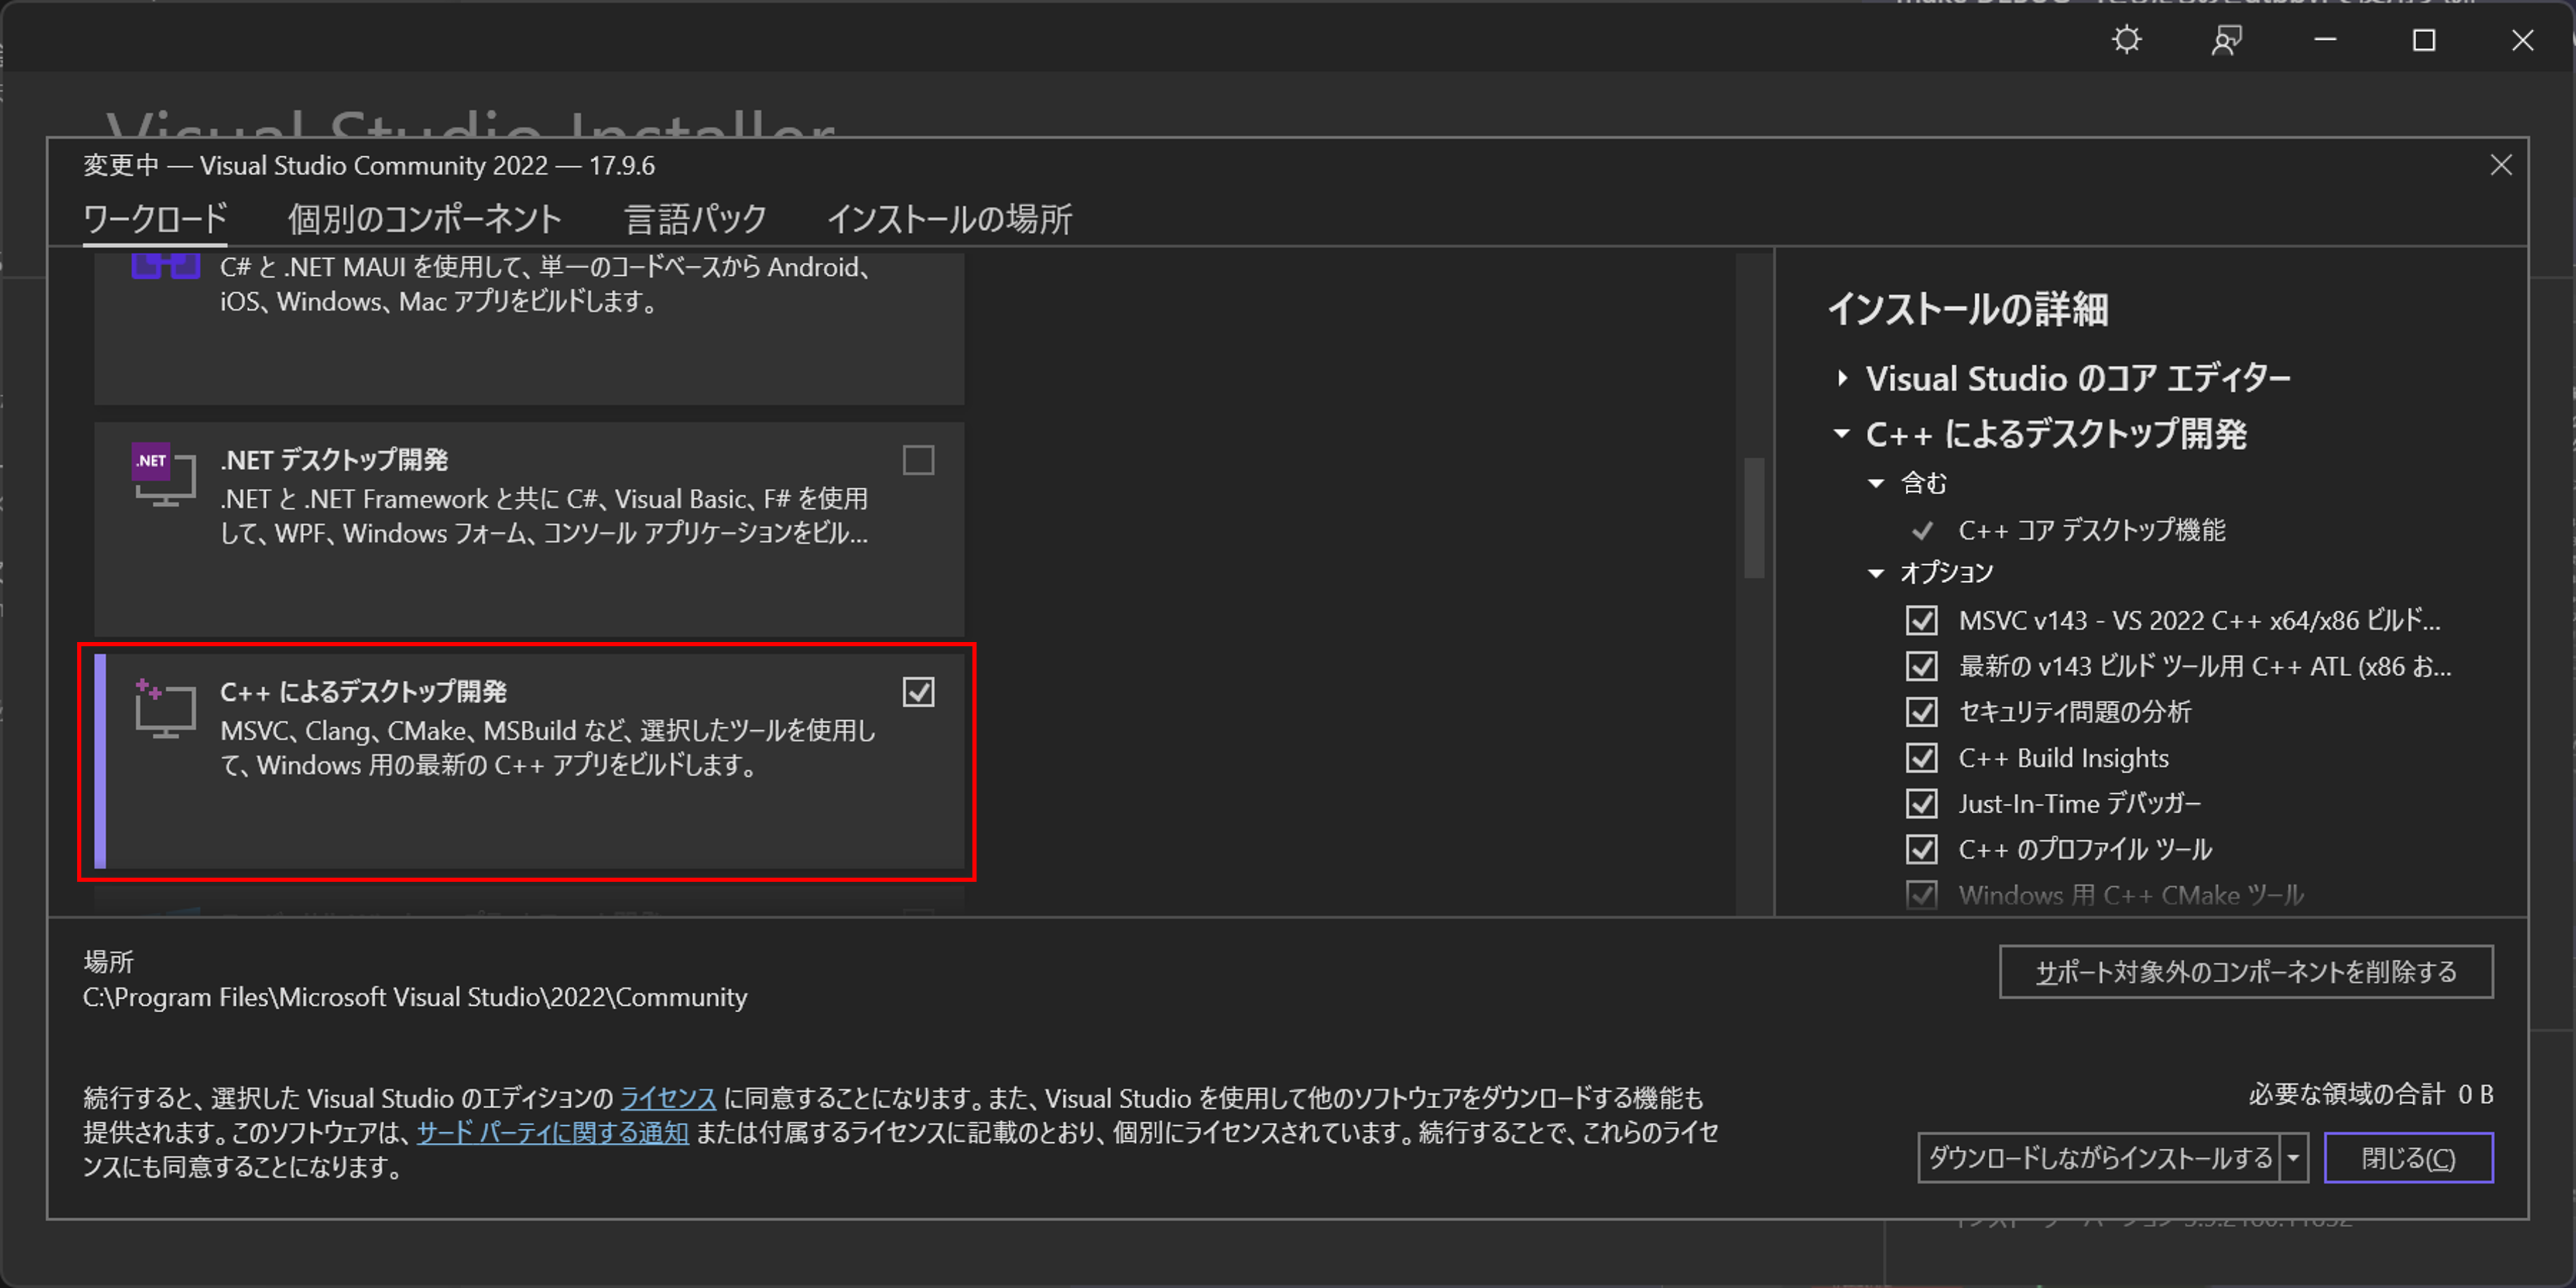 Visual Studio Installer
変更中 — Visual Studio Community 2022 — 17.9.6
ワークロード
個別のコンポーネント
言語パック
インストールの場所
C# と .NET MAUI を使用して、単一のコードベースから Android、
iOS、Windows、Mac アプリをビルドします。
.NET
.NET デスクトップ開発
.NET と .NET Framework と共に C#、Visual Basic、F# を使用
して、WPF、Windows フォーム、コンソール アプリケーションをビル...
C++ によるデスクトップ開発
MSVC、Clang、CMake、MSBuild など、選択したツールを使用し
て、Windows 用の最新の C++ アプリをビルドします。
インストールの詳細
Visual Studio のコア エディター
C++ によるデスクトップ開発
含む
C++ コア デスクトップ機能
オプション
MSVC v143 - VS 2022 C++ x64/x86 ビルド...
最新の v143 ビルド ツール用 C++ ATL (x86 お...
セキュリティ問題の分析
C++ Build Insights
Just-In-Time デバッガー
C++ のプロファイル ツール
Windows 用 C++ CMake ツール
場所
C:\Program Files\Microsoft Visual Studio\2022\Community
サポート対象外のコンポーネントを削除する
続行すると、選択した Visual Studio のエディションの ライセンス に同意することになります。また、Visual Studio を使用して他のソフトウェアをダウンロードする機能も
提供されます。このソフトウェアは、サード パーティに関する通知 または付属するライセンスに記載のとおり、個別にライセンスされています。続行することで、これらのライセ
ンスにも同意することになります。
必要な領域の合計 0 B
ダウンロードしながらインストールする
閉じる(C)